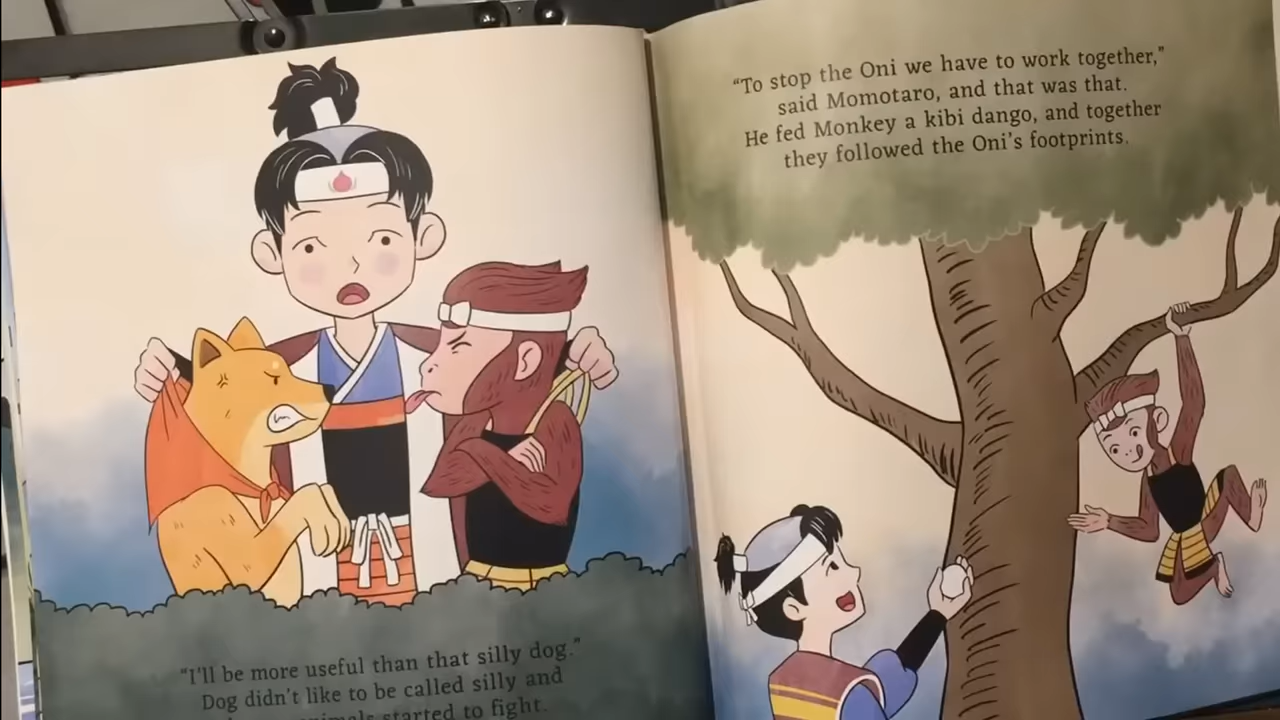 "I'll be more useful than that silly dog."
Dog didn't like to be called silly and
animals started to fight.
"To stop the Oni we have to work together,"
said Momotaro, and that was that.
He fed Monkey a kibi dango, and together
they followed the Oni's footprints.